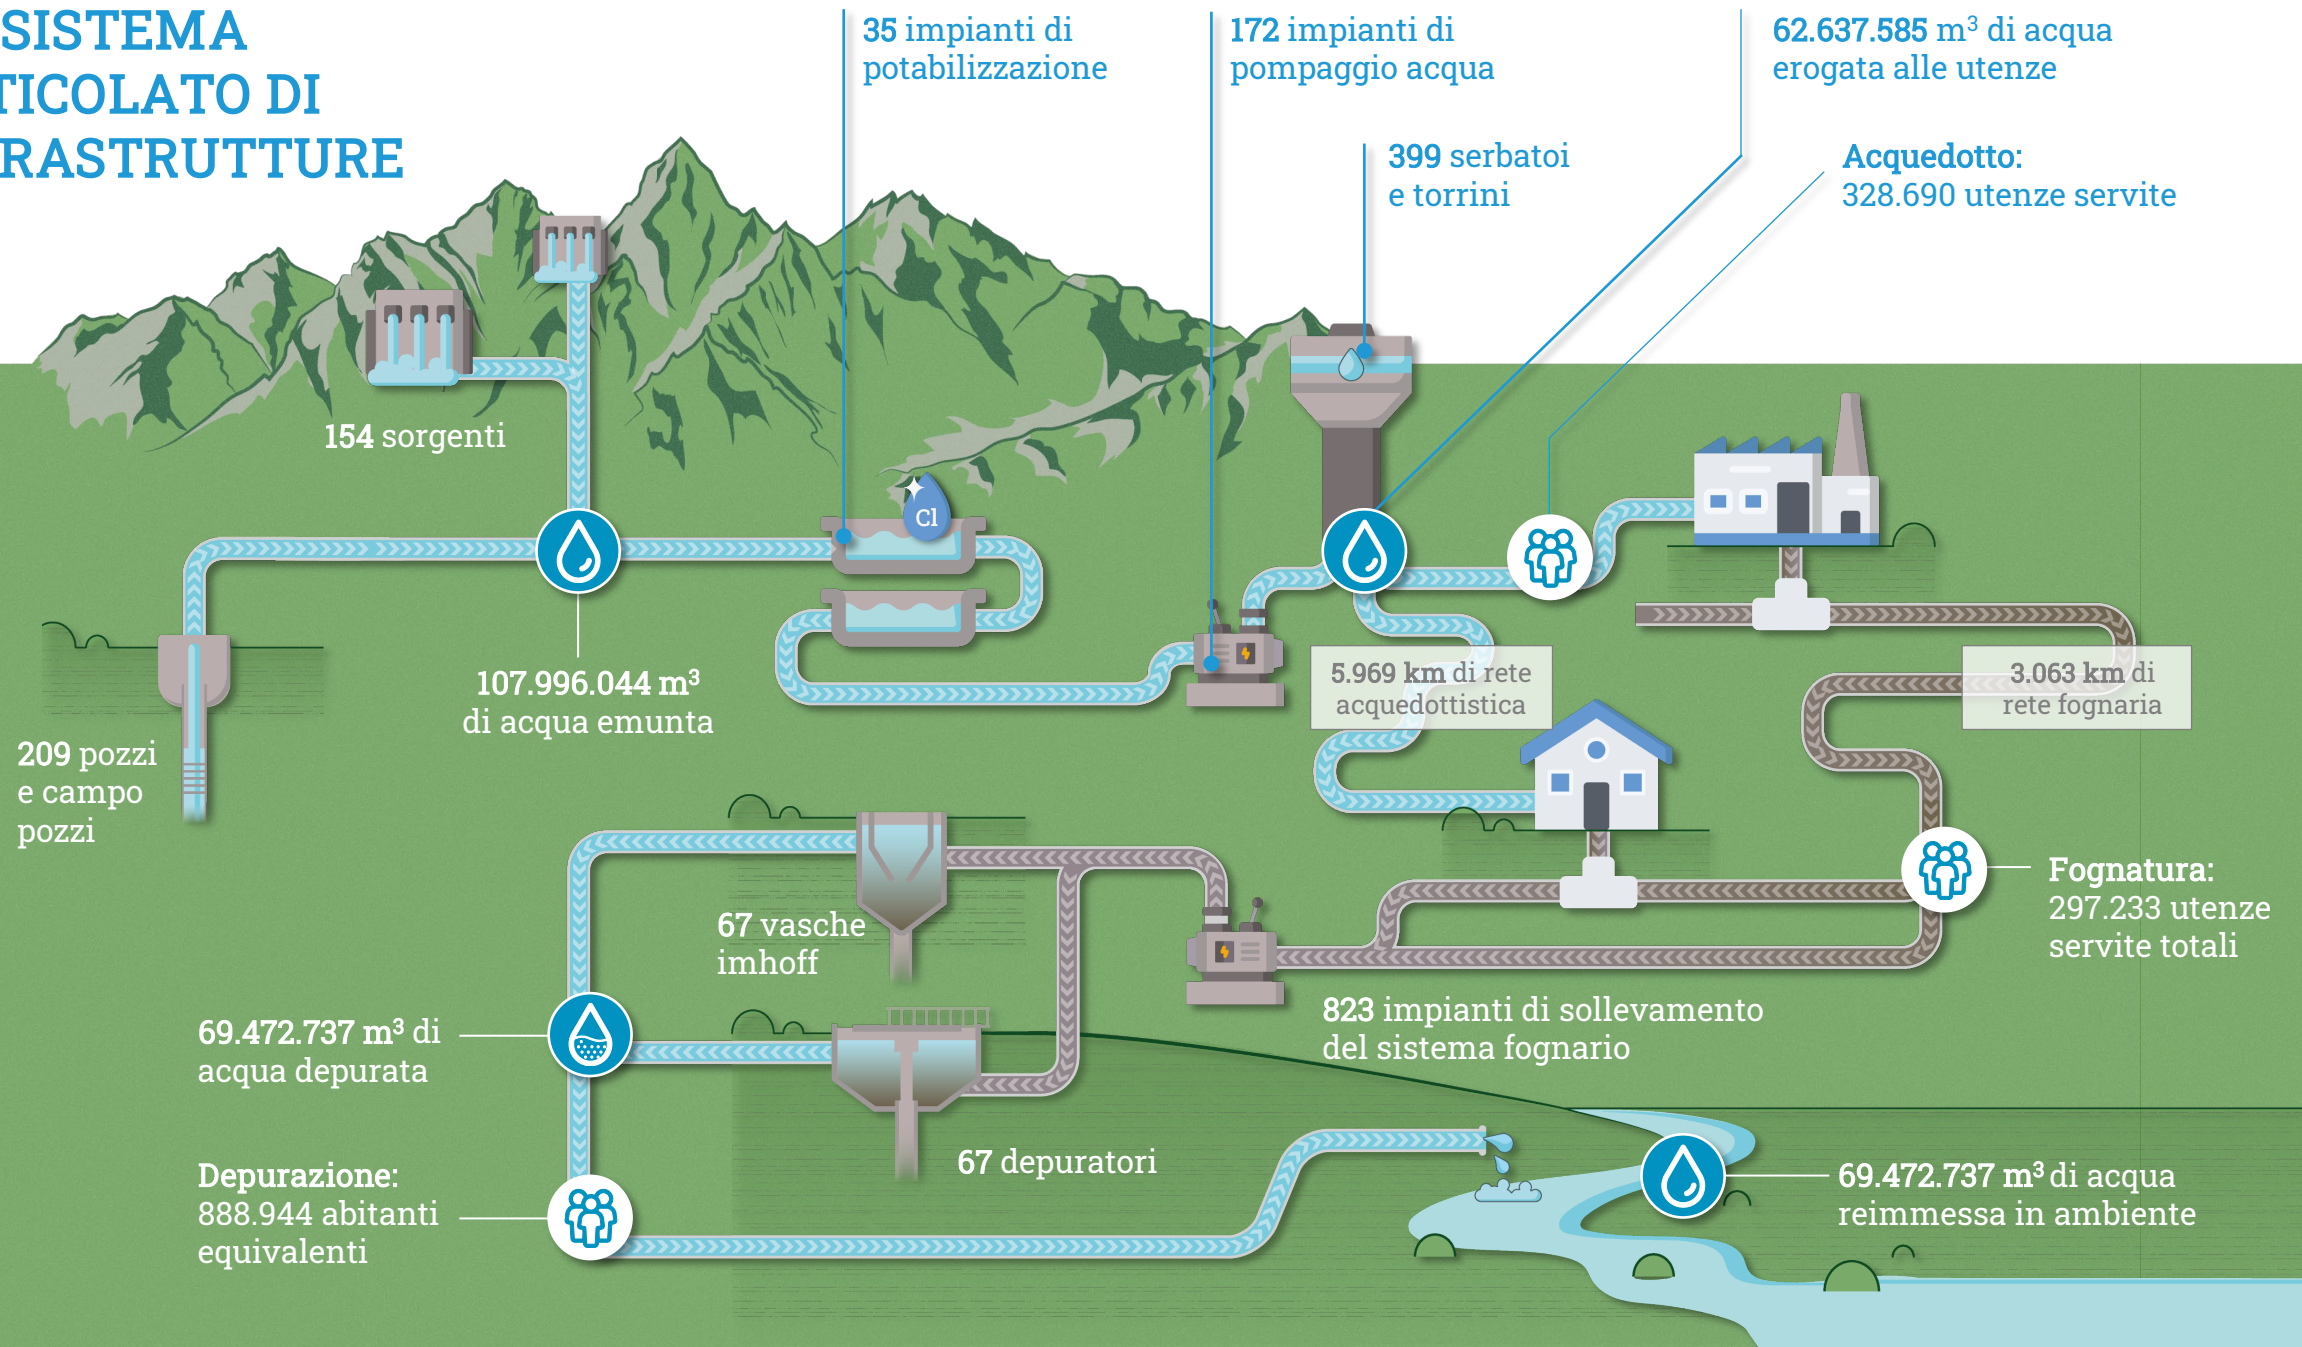 SISTEMA
TICOLATO DI
RASTRUTTURE
35 impianti di
potabilizzazione
172 impianti di
pompaggio acqua
62.637.585 m³ di acqua
erogata alle utenze
399 serbatoi
e torrini
Acquedotto:
328.690 utenze servite
154 sorgenti
Cl
107.996.044 m³
di acqua emunta
209 pozzi
e campo
pozzi
5.969 km di rete
acquedottistica
3.063 km di
rete fognaria
67 vasche
imhoff
Fognatura:
297.233 utenze
servite totali
823 impianti di sollevamento
del sistema fognario
69.472.737 m³ di
acqua depurata
67 depuratori
Depurazione:
888.944 abitanti
equivalenti
69.472.737 m³ di acqua
reimmessa in ambiente